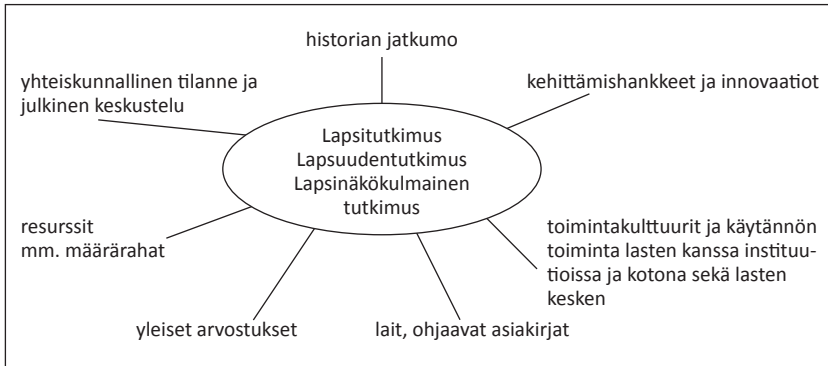 historian jatkumo
yhteiskunnallinen tilanne ja
julkinen keskustelu
kehittämishankkeet ja innovaatiot
Lapsitutkimus
Lapsuudentutkimus
Lapsinäkökulmainen
tutkimus
resurssit
mm. määrärahat
toimintakulttuurit ja käytännön
toiminta lasten kanssa instituu-
tioissa ja kotona sekä lasten
kesken
yleiset arvostukset
lait, ohjaavat asiakirjat